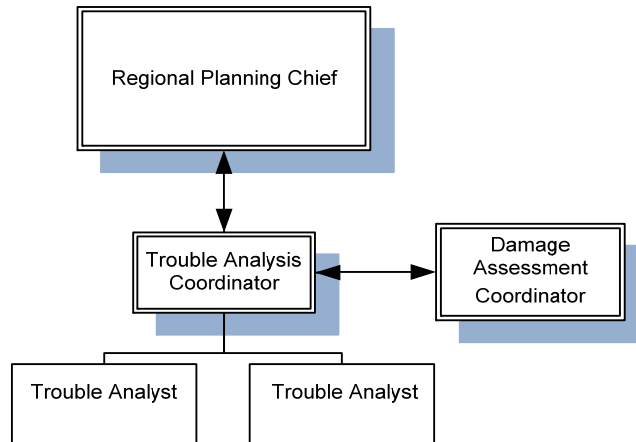 Regional Planning Chief
Trouble Analysis
Coordinator
Damage
Assessment
Coordinator
Trouble Analyst
Trouble Analyst